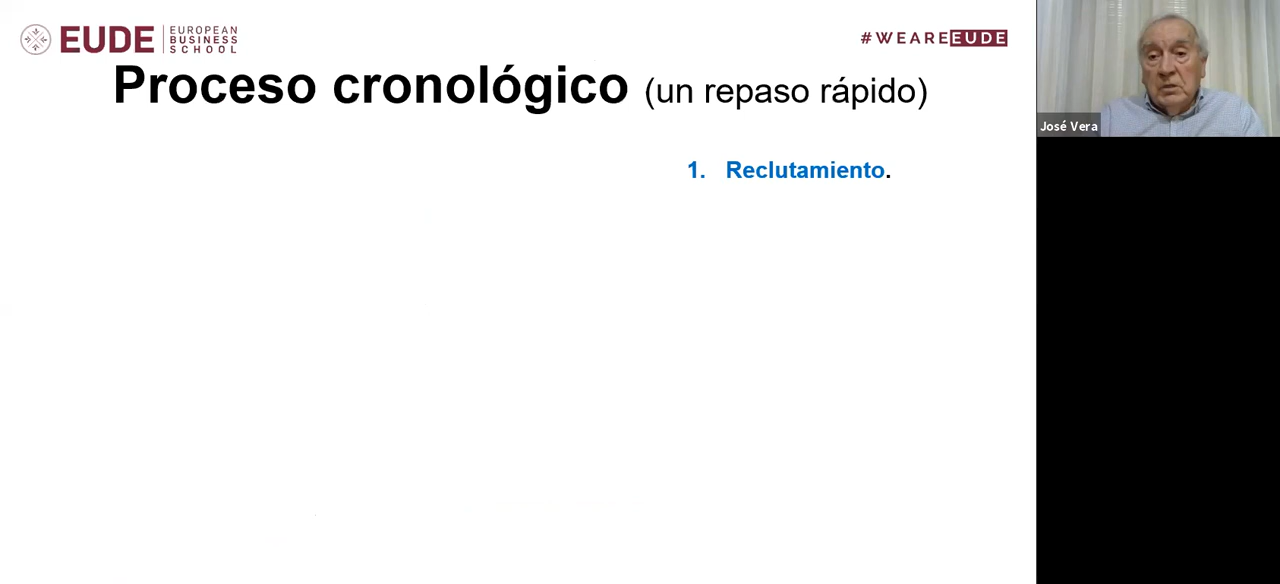 EUDE
EUROPEAN
BUSINESS
SCHOOL
#WEAREEUDE
Proceso cronológico (un repaso rápido)
1. Reclutamiento.
José Vera